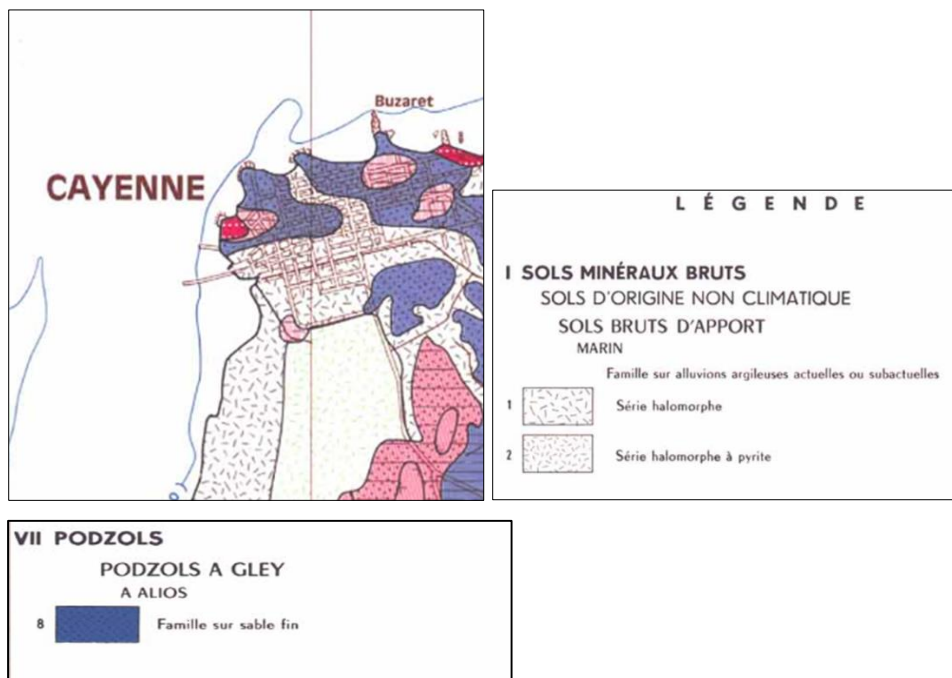 Buzaret
CAYENNE
LÉGENDE
I SOLS MINÉRAUX BRUTS
SOLS D'ORIGINE NON CLIMATIQUE
SOLS BRUTS D'APPORT
MARIN
Famille sur alluvions argileuses actuelles ou subactuelles
1 Série halomorphe
2 Série halomorphe à pyrite
VII PODZOLS
PODZOLS A GLEY
A ALIOS
8 Famille sur sable fin